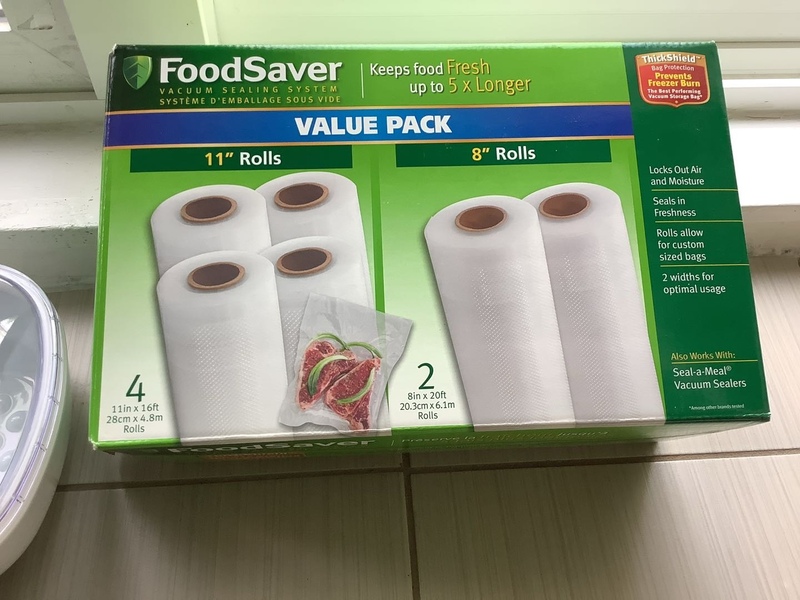 FoodSaver
VACUUM SEALING SYSTEM
SYSTÈME D'EMBALLAGE SOUS VIDE
Keeps food Fresh
up to 5 x Longer
ThickShield™
Bag Protection
Prevents
Freezer Burn
The Best Performing
Vacuum Storage Bag*
VALUE PACK
11" Rolls
8" Rolls
Locks Out Air
and Moisture
Seals in
Freshness
Rolls allow
for custom
sized bags
2 widths for
optimal usage
4
11in x 16ft
28cm x 4.8m
Rolls
2
8in x 20ft
20.3cm x 6.1m
Rolls
Also Works With:
Seal-a-Meal®
Vacuum Sealers
*Among other brands tested
FoodSaver